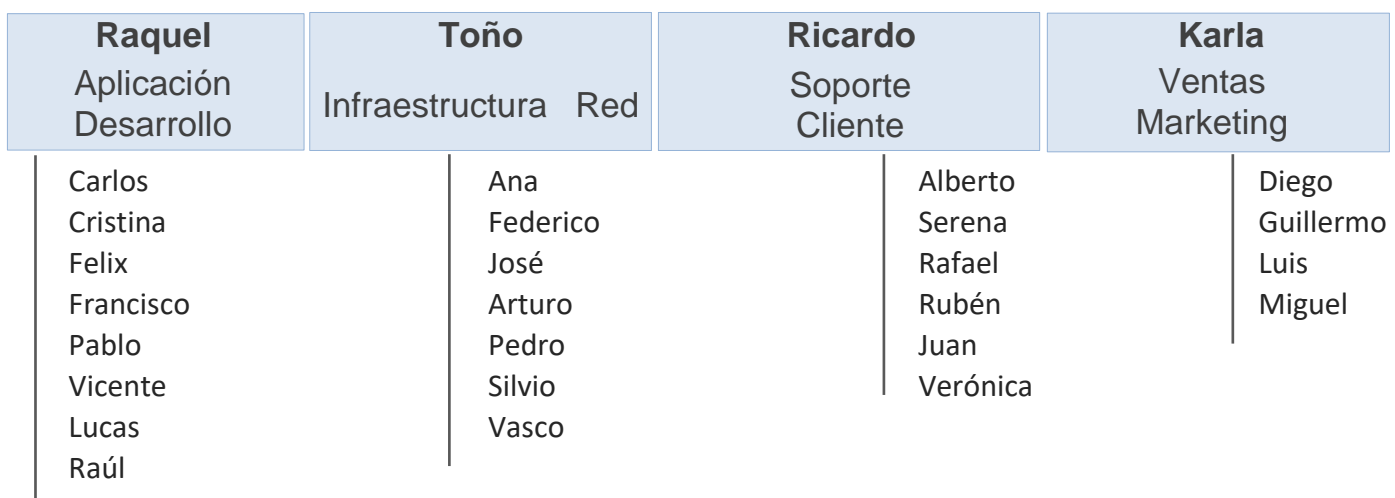 Raquel
Aplicación
Desarrollo
Toño
Infraestructura Red
Ricardo
Soporte
Cliente
Karla
Ventas
Marketing
Carlos
Cristina
Felix
Francisco
Pablo
Vicente
Lucas
Raúl
Ana
Federico
José
Arturo
Pedro
Silvio
Vasco
Alberto
Serena
Rafael
Rubén
Juan
Verónica
Diego
Guillermo
Luis
Miguel